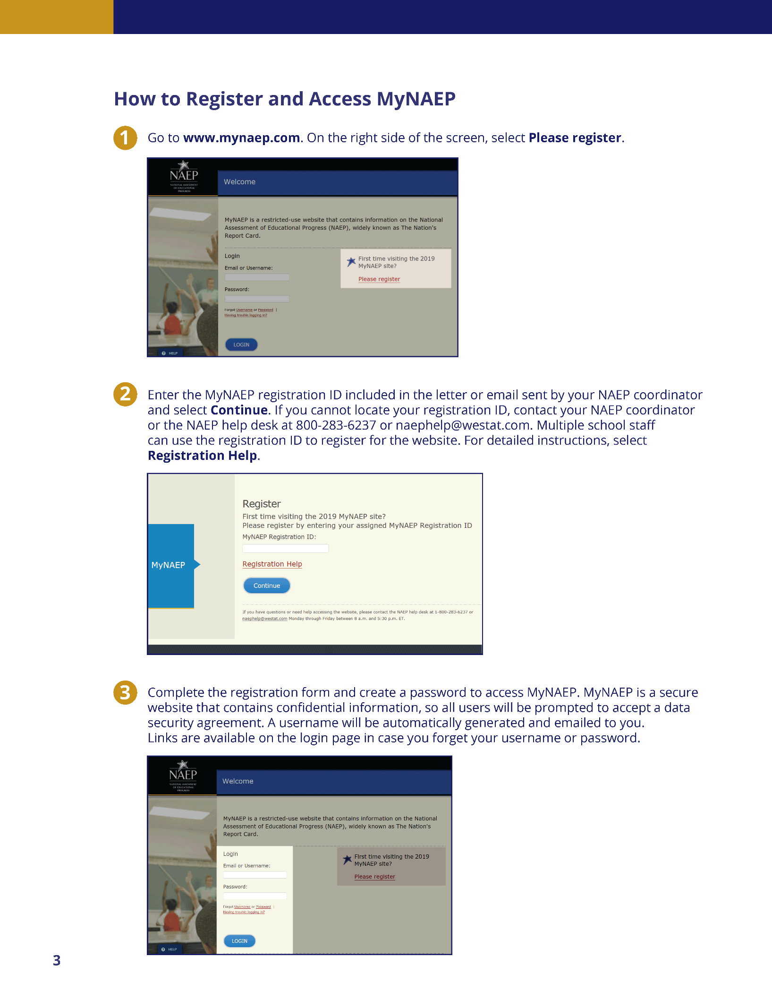 How to Register and Access MyNAEP
1
Go to www.mynaep.com. On the right side of the screen, select Please register.
NAEP
NATIONAL ASSESSMENT
OF EDUCATIONAL
PROGRESS
Welcome
MyNAEP is a restricted-use website that contains information on the National
Assessment of Educational Progress (NAEP), widely known as The Nation's
Report Card.
Login
Email or Username:
Password:
Forgot Username or Password |
Having trouble logging in?
LOGIN
First time visiting the 2019
MyNAEP site?
Please register
? HELP
2
Enter the MyNAEP registration ID included in the letter or email sent by your NAEP coordinator
and select Continue. If you cannot locate your registration ID, contact your NAEP coordinator
or the NAEP help desk at 800-283-6237 or naephelp@westat.com. Multiple school staff
can use the registration ID to register for the website. For detailed instructions, select
Registration Help.
MyNAEP
Register
First time visiting the 2019 MyNAEP site?
Please register by entering your assigned MyNAEP Registration ID
MyNAEP Registration ID:
Registration Help
Continue
If you have questions or need help accessing the website, please contact the NAEP help desk at 1-800-283-6237 or
naephelp@westat.com Monday through Friday between 8 a.m. and 5:30 p.m. ET.
3
Complete the registration form and create a password to access MyNAEP. MyNAEP is a secure
website that contains confidential information, so all users will be prompted to accept a data
security agreement. A username will be automatically generated and emailed to you.
Links are available on the login page in case you forget your username or password.
NAEP
NATIONAL ASSESSMENT
OF EDUCATIONAL
PROGRESS
Welcome
MyNAEP is a restricted-use website that contains information on the National
Assessment of Educational Progress (NAEP), widely known as The Nation's
Report Card.
Login
Email or Username:
Password:
Forgot Username or Password |
Having trouble logging in?
LOGIN
First time visiting the 2019
MyNAEP site?
Please register
? HELP
3